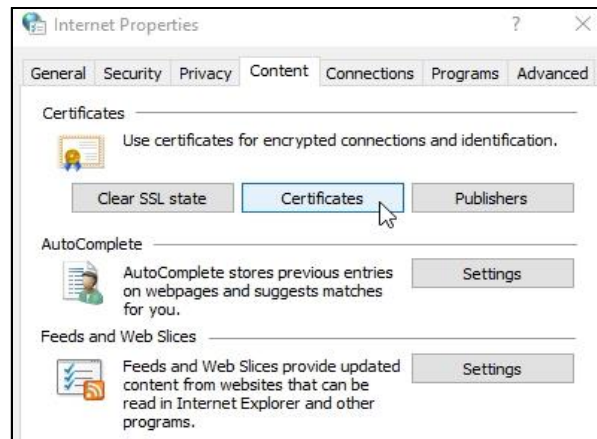 Internet Properties ? ×
General Security Privacy Content Connections Programs Advanced
Certificates
Use certificates for encrypted connections and identification.
Clear SSL state Certificates Publishers
AutoComplete
AutoComplete stores previous entries
on webpages and suggests matches
for you.
Settings
Feeds and Web Slices
Feeds and Web Slices provide updated
content from websites that can be
read in Internet Explorer and other
programs.
Settings